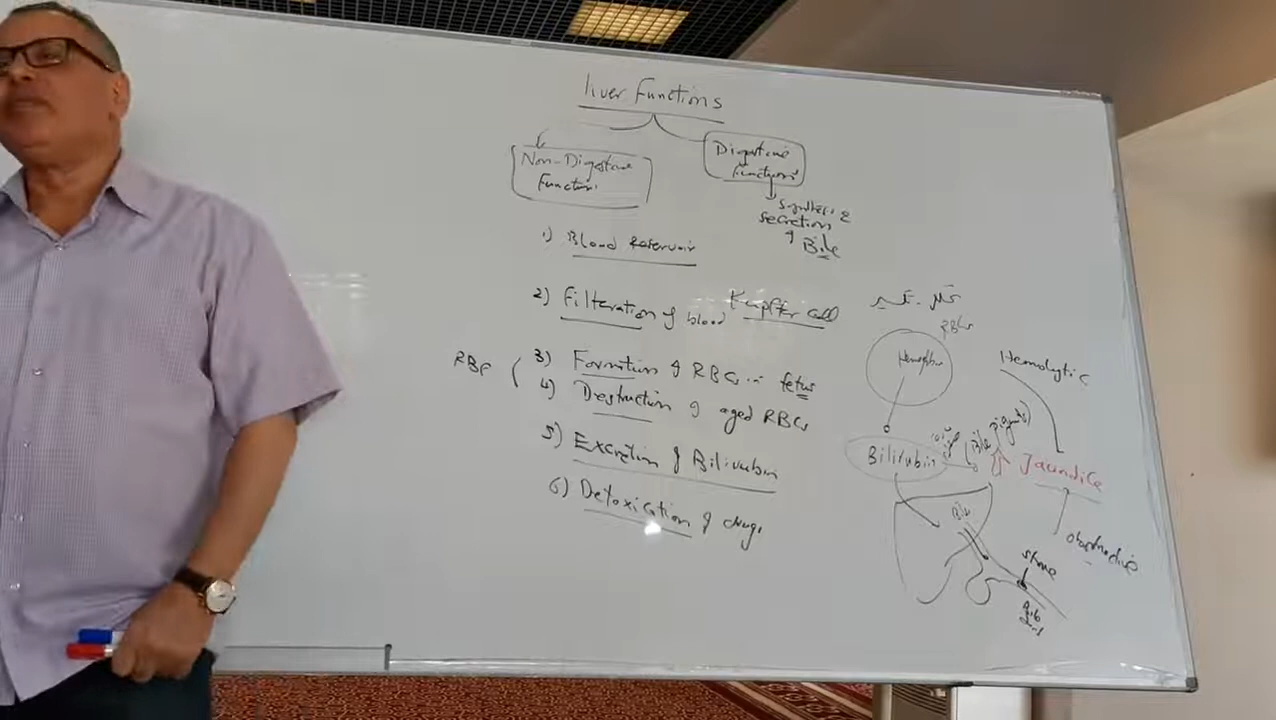 liver Functions
Non-Digestive
Function
Digestive
Functions
Synthesis &
secretion
of Bile
1) Blood Reservoir
2) Filteration of blood Kupffer cell
RBCs
3) Formation of RBCs in fetus
4) Destruction of aged RBCs
5) Excretion of Bilirubin
6) Detoxication of drugs
Hemolytic
Bilirubin
Bile pigments)
Jaundice
Obstructive
stone